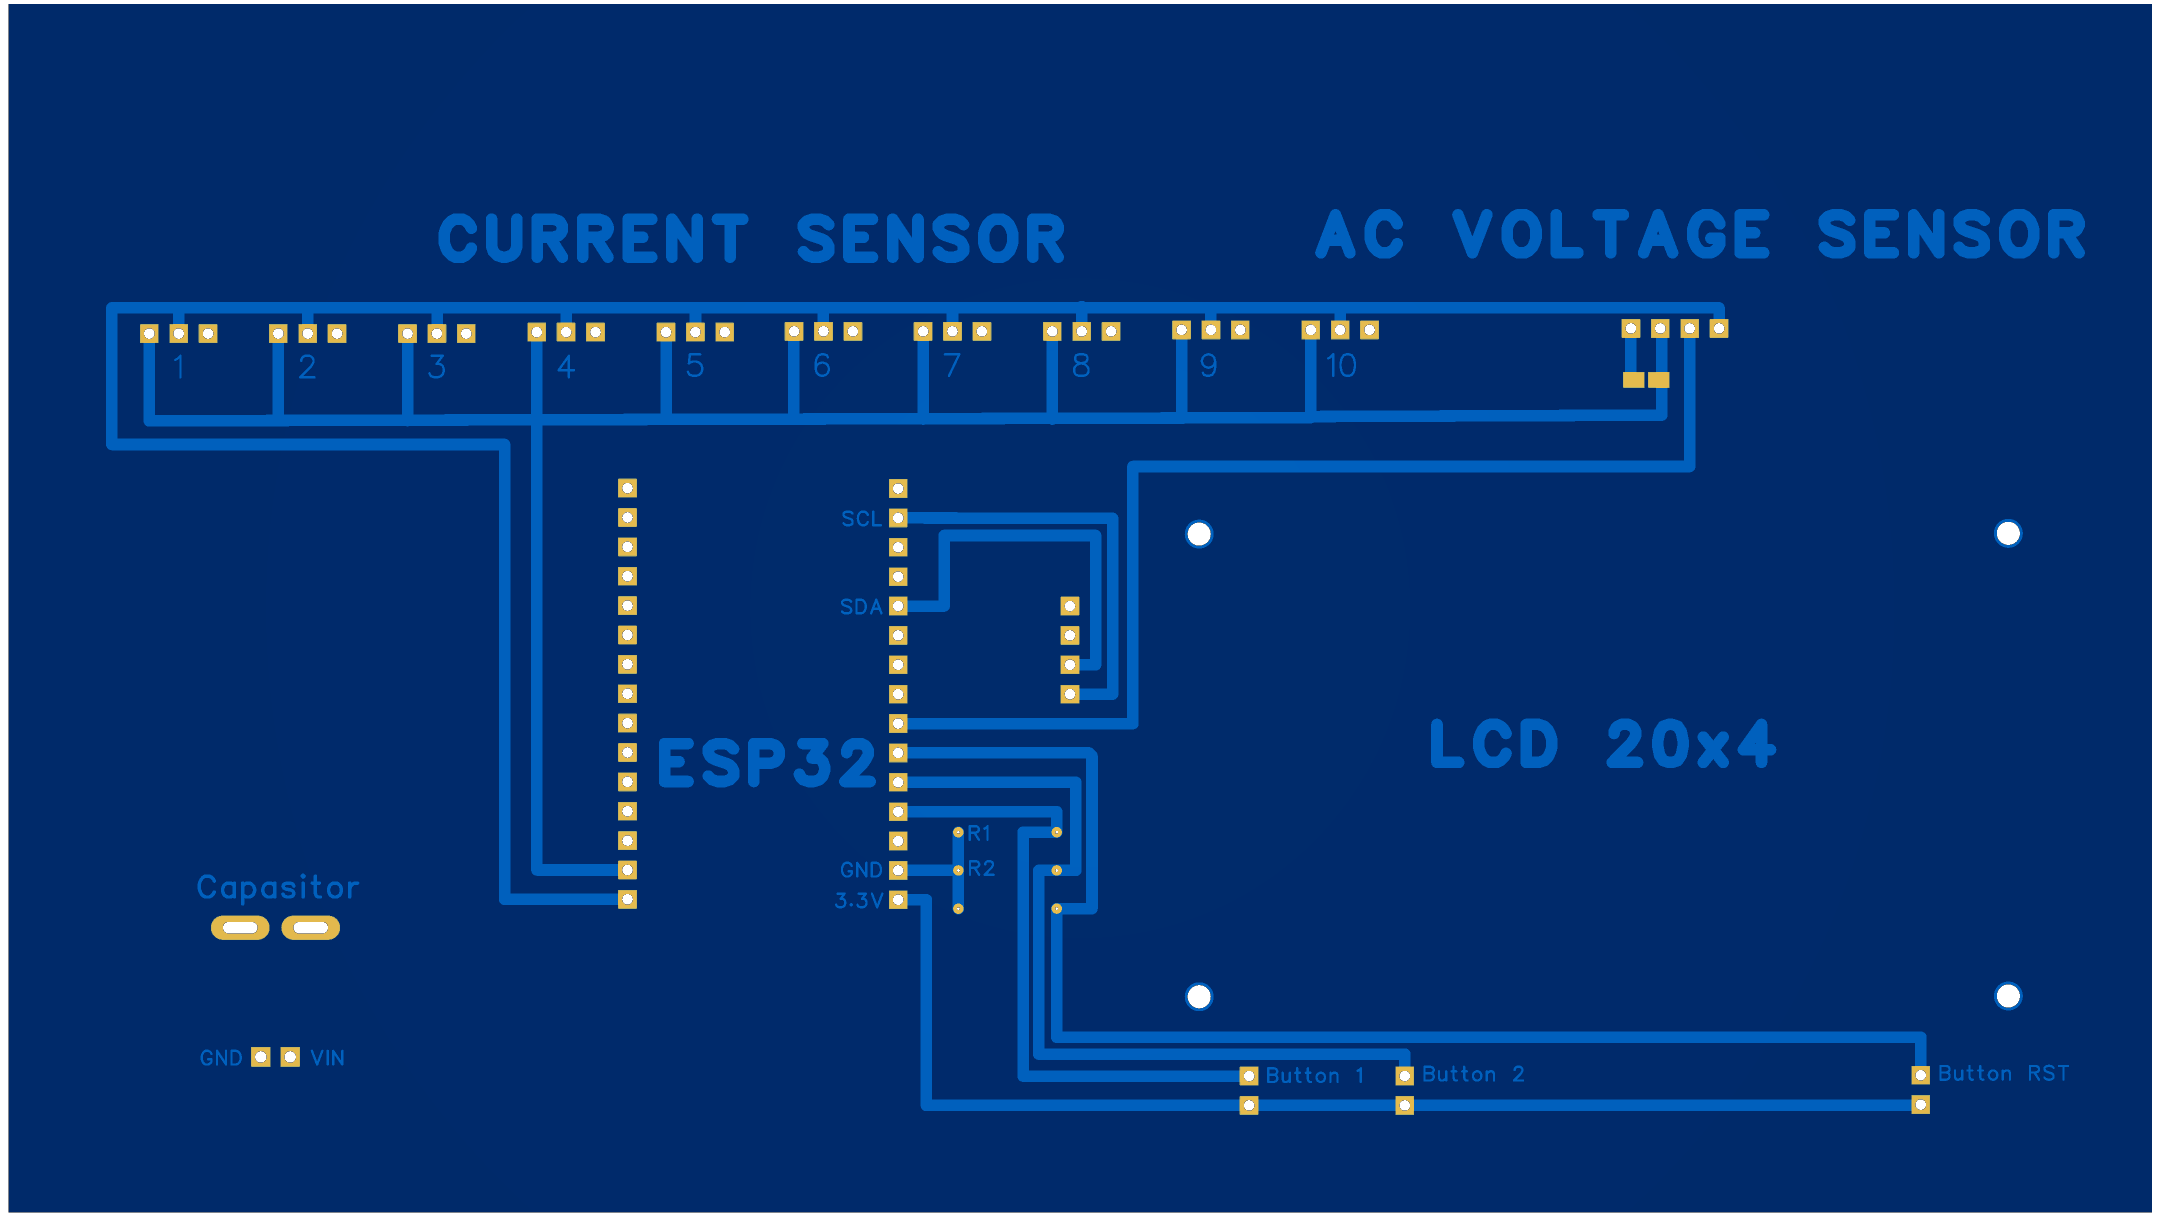 CURRENT SENSOR
AC VOLTAGE SENSOR
1
2
3
4
5
6
7
8
9
10
SCL
SDA
ESP32
LCD 20x4
R1
GND
R2
3.3V
Capasitor
GND
VIN
Button 1
Button 2
Button RST